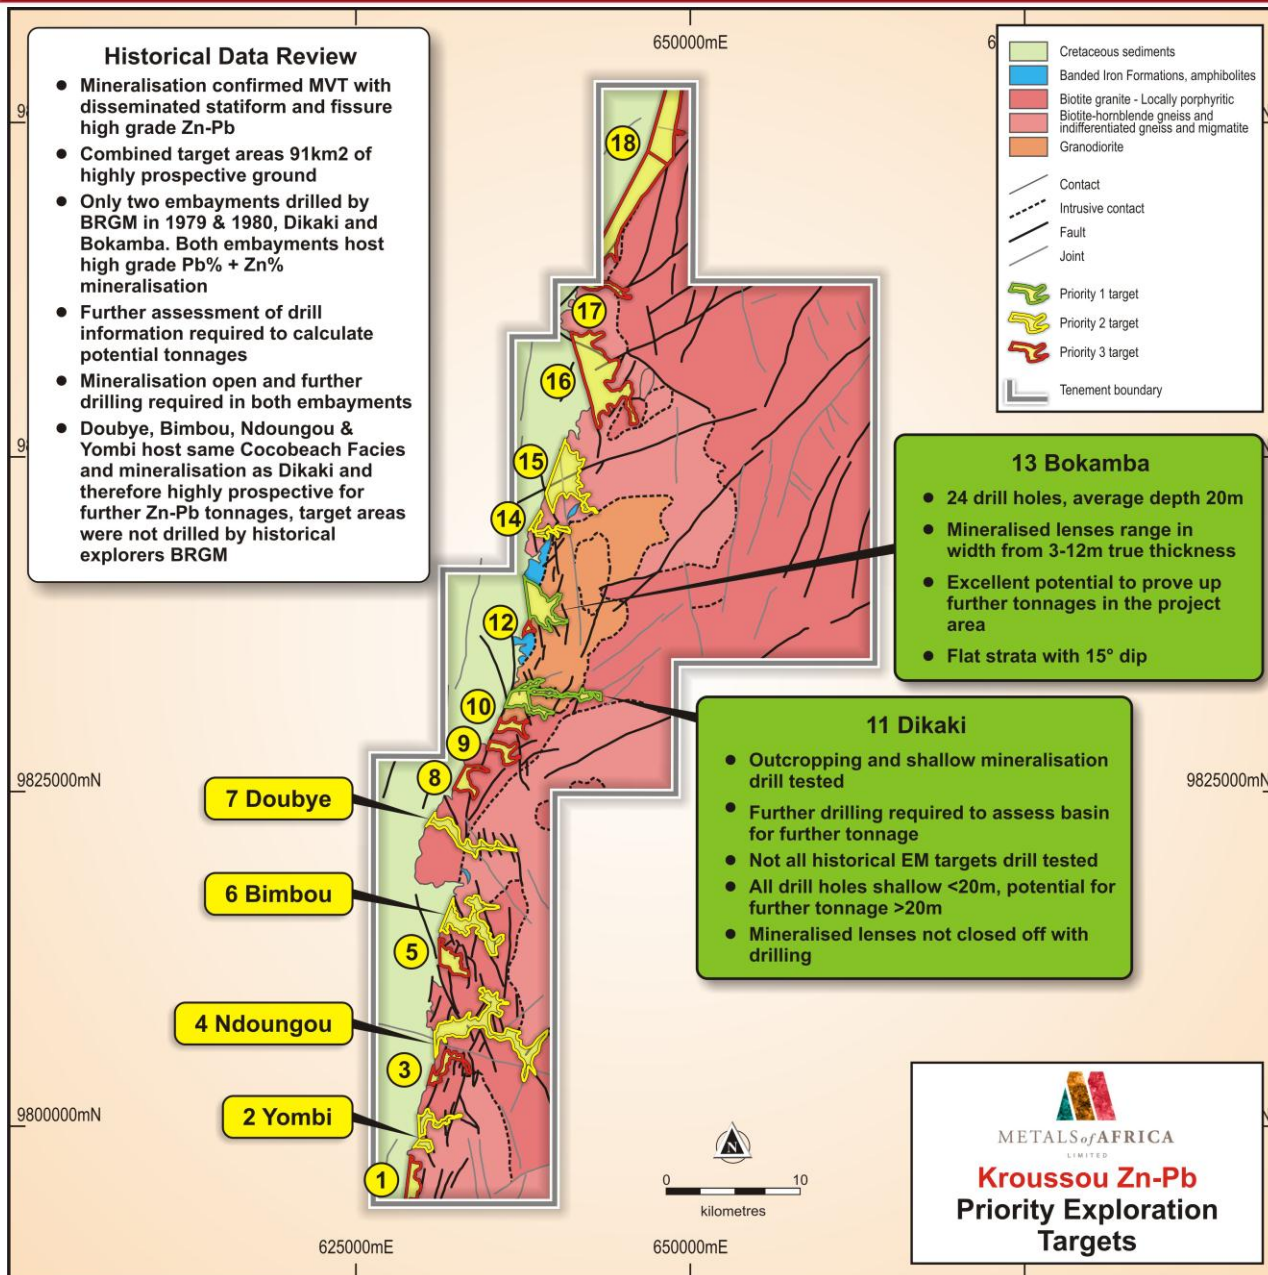 Historical Data Review
● Mineralisation confirmed MVT with
disseminated statiform and fissure
high grade Zn-Pb
● Combined target areas 91km2 of
highly prospective ground
● Only two embayments drilled by
BRGM in 1979 & 1980, Dikaki and
Bokamba. Both embayments host
high grade Pb% + Zn%
mineralisation
● Further assessment of drill
information required to calculate
potential tonnages
● Mineralisation open and further
drilling required in both embayments
● Doubye, Bimbou, Ndoungou &
Yombi host same Cocobeach Facies
and mineralisation as Dikaki and
therefore highly prospective for
further Zn-Pb tonnages, target areas
were not drilled by historical
explorers BRGM
650000mE
Cretaceous sediments
Banded Iron Formations, amphibolites
Biotite granite - Locally porphyritic
Biotite-hornblende gneiss and
indifferentiated gneiss and migmatite
Granodiorite
Contact
Intrusive contact
Fault
Joint
Priority 1 target
Priority 2 target
Priority 3 target
Tenement boundary
18
17
16
15
14
12
10
9
8
7 Doubye
6 Bimbou
5
4 Ndoungou
3
2 Yombi
1
13 Bokamba
● 24 drill holes, average depth 20m
● Mineralised lenses range in
width from 3-12m true thickness
● Excellent potential to prove up
further tonnages in the project
area
● Flat strata with 15° dip
11 Dikaki
● Outcropping and shallow mineralisation
drill tested
● Further drilling required to assess basin
for further tonnage
● Not all historical EM targets drill tested
● All drill holes shallow <20m, potential for
further tonnage >20m
● Mineralised lenses not closed off with
drilling
9825000mN
9825000mN
9800000mN
N
0 10
kilometres
625000mE
650000mE
METALS of AFRICA
LIMITED
Kroussou Zn-Pb
Priority Exploration
Targets